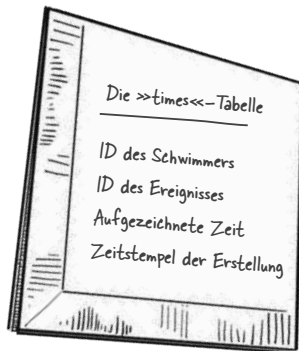 Die »times«-Tabelle
ID des Schwimmers
ID des Ereignisses
Aufgezeichnete Zeit
Zeitstempel der Erstellung